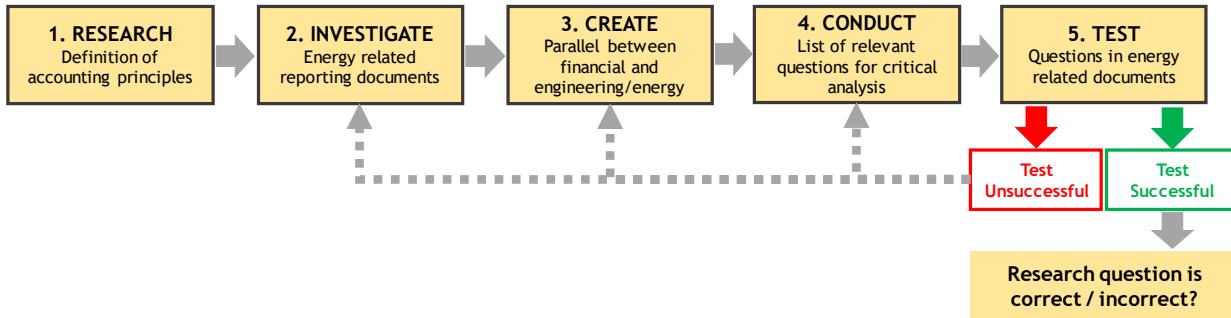 1. RESEARCH
Definition of
accounting principles
2. INVESTIGATE
Energy related
reporting documents
3. CREATE
Parallel between
financial and
engineering/energy
4. CONDUCT
List of relevant
questions for critical
analysis
5. TEST
Questions in energy
related documents
Test
Unsuccessful
Test
Successful
Research question is
correct / incorrect?